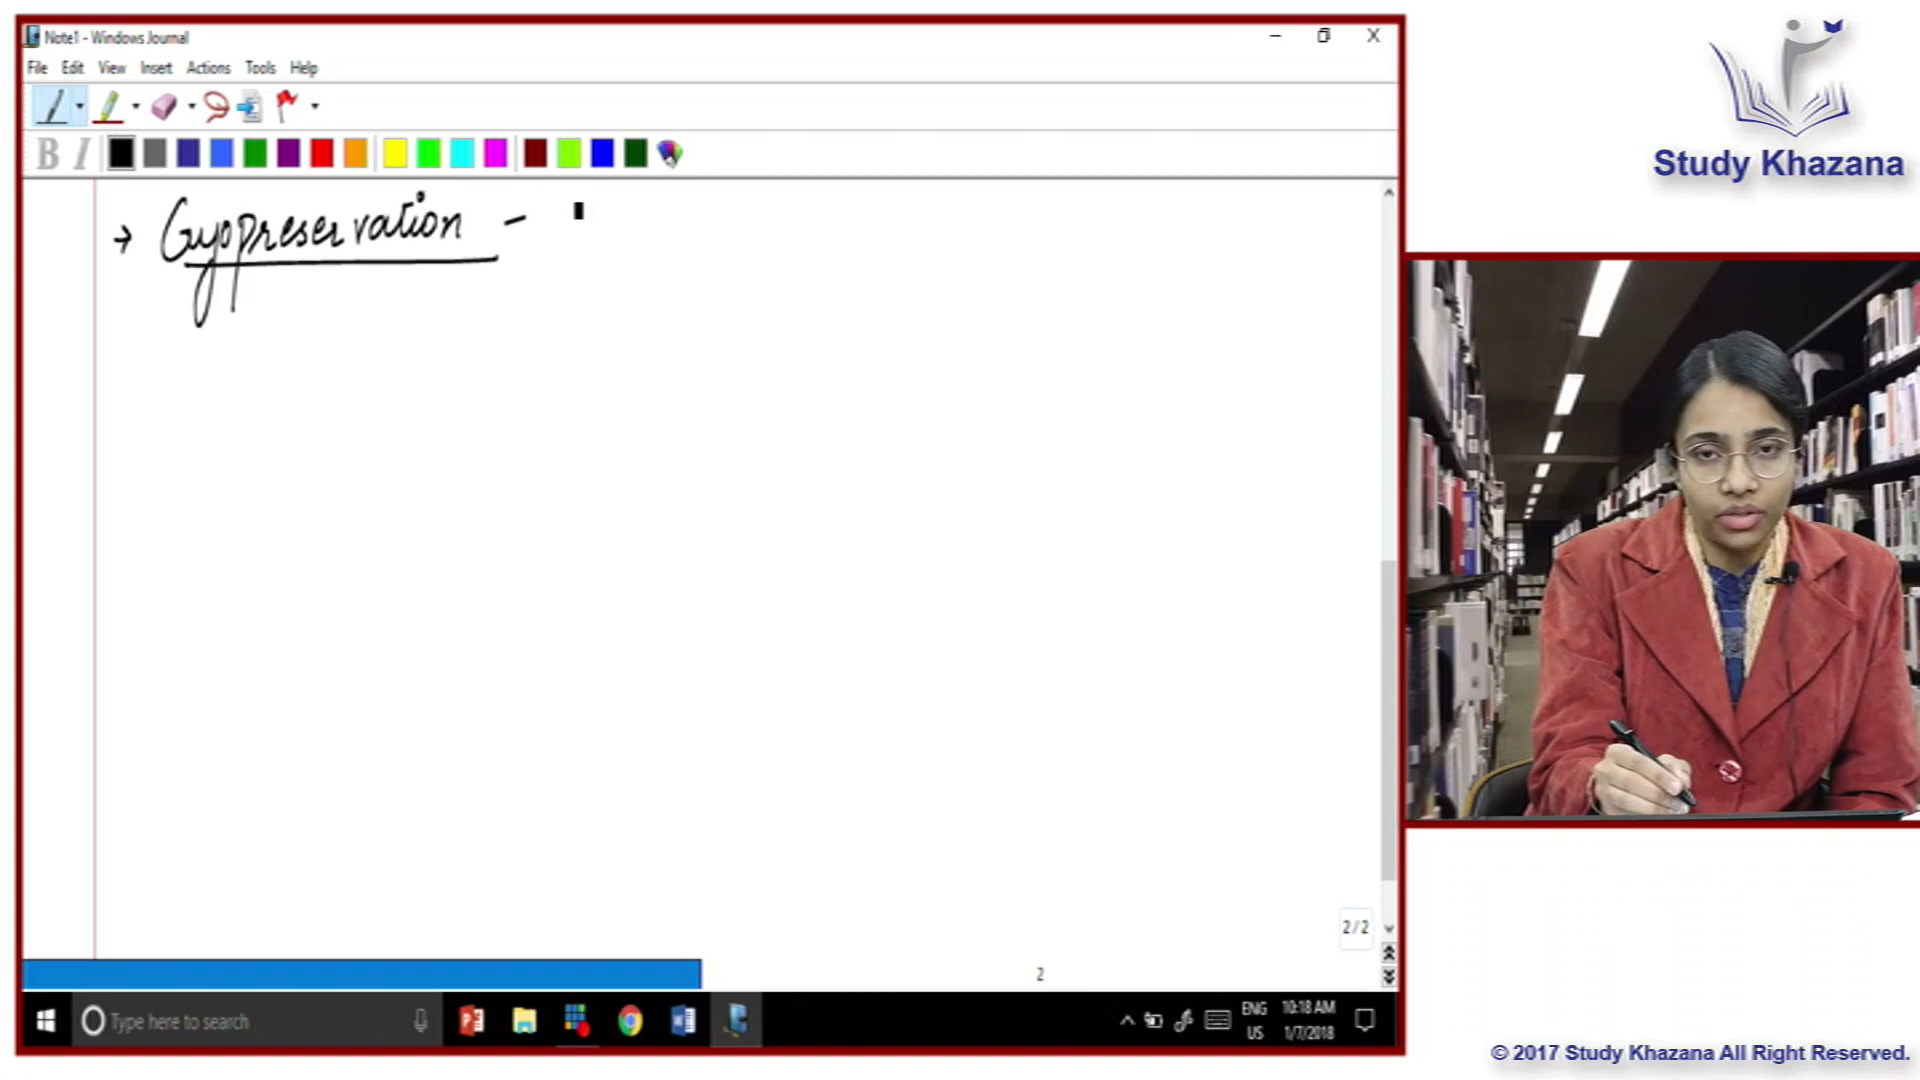 Note1 - Windows Journal
File Edit View Insert Actions Tools Help
B I
→ Cryopreservation -
2/2
2
Type here to search
ENG
US
10:18 AM
1/7/2018
Study Khazana
© 2017 Study Khazana All Right Reserved.